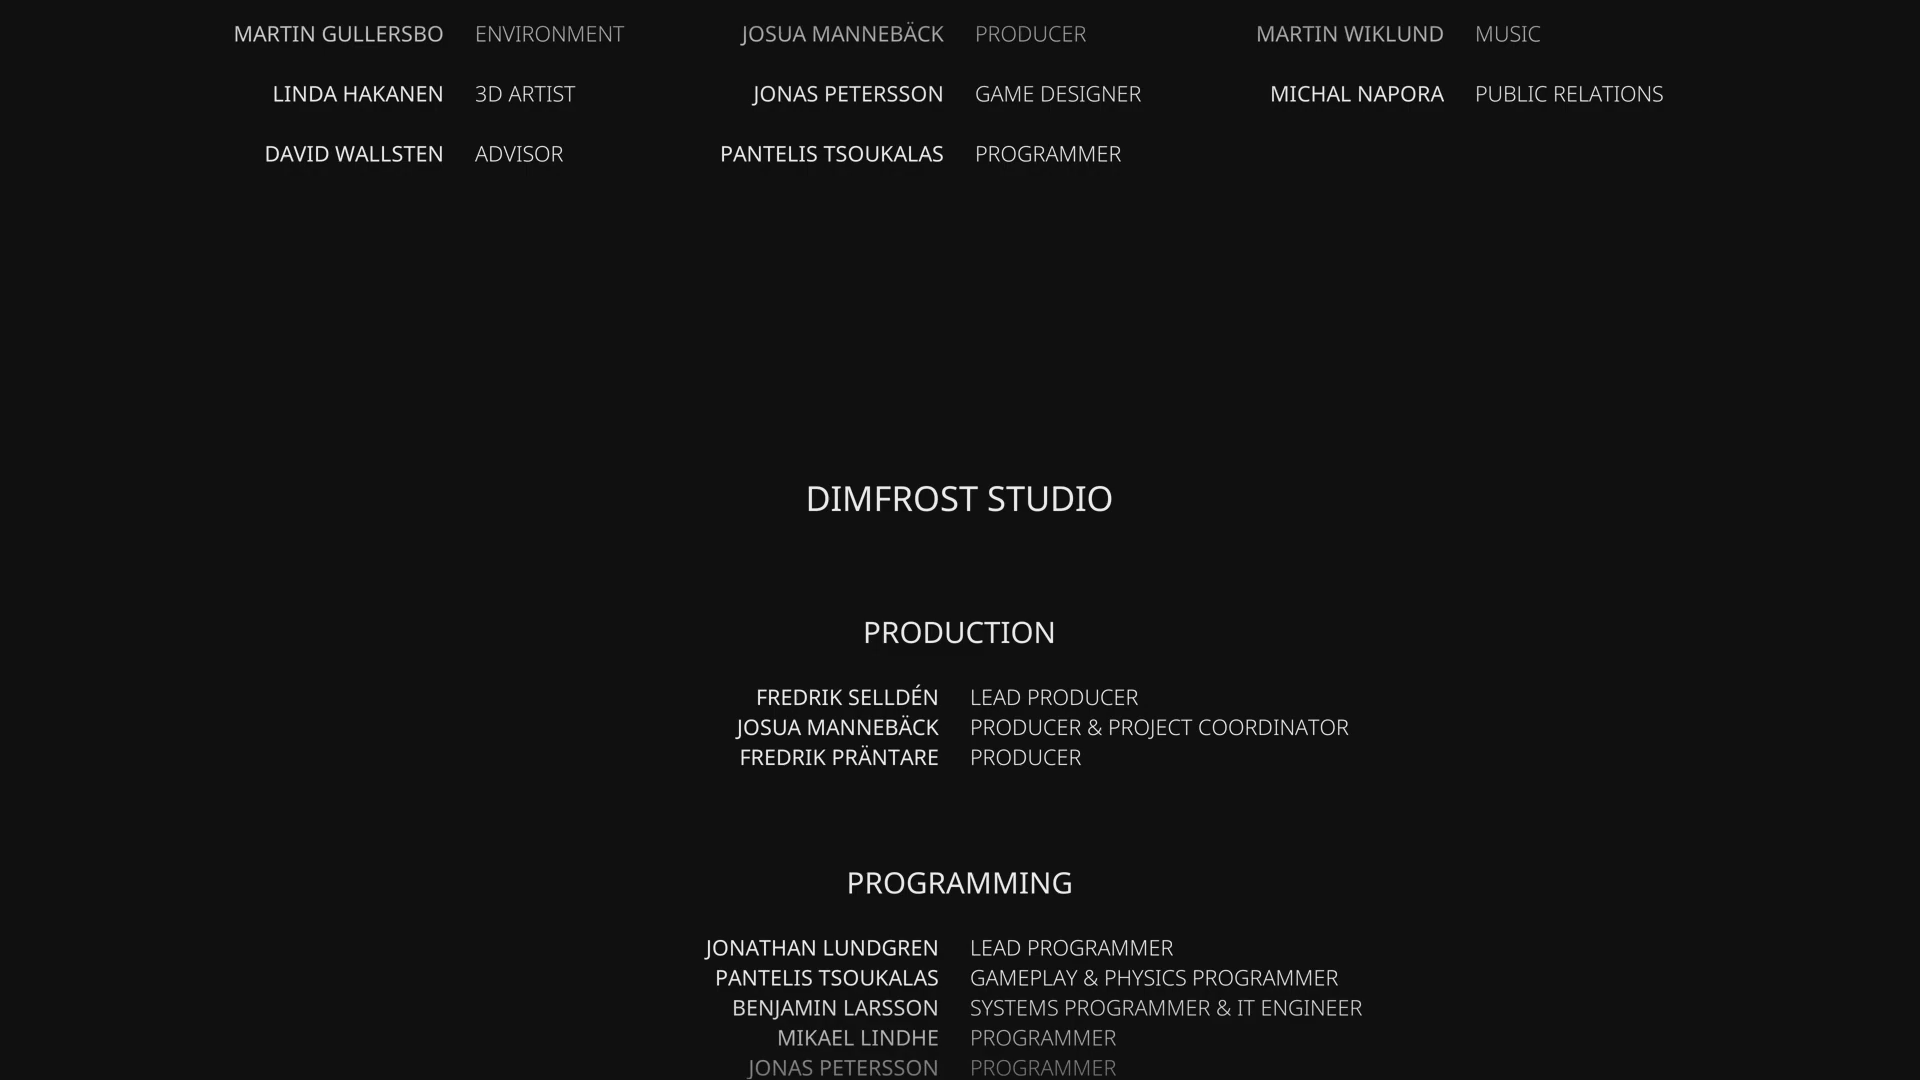 MARTIN GULLERSBO ENVIRONMENT JOSUA MANNEBÄCK PRODUCER MARTIN WIKLUND MUSIC
LINDA HAKANEN 3D ARTIST JONAS PETERSSON GAME DESIGNER MICHAL NAPORA PUBLIC RELATIONS
DAVID WALLSTEN ADVISOR PANTELIS TSOUKALAS PROGRAMMER
DIMFROST STUDIO
PRODUCTION
FREDRIK SELLDÉN LEAD PRODUCER
JOSUA MANNEBÄCK PRODUCER & PROJECT COORDINATOR
FREDRIK PRÄNTARE PRODUCER
PROGRAMMING
JONATHAN LUNDGREN LEAD PROGRAMMER
PANTELIS TSOUKALAS GAMEPLAY & PHYSICS PROGRAMMER
BENJAMIN LARSSON SYSTEMS PROGRAMMER & IT ENGINEER
MIKAEL LINDHE PROGRAMMER
JONAS PETERSSON PROGRAMMER